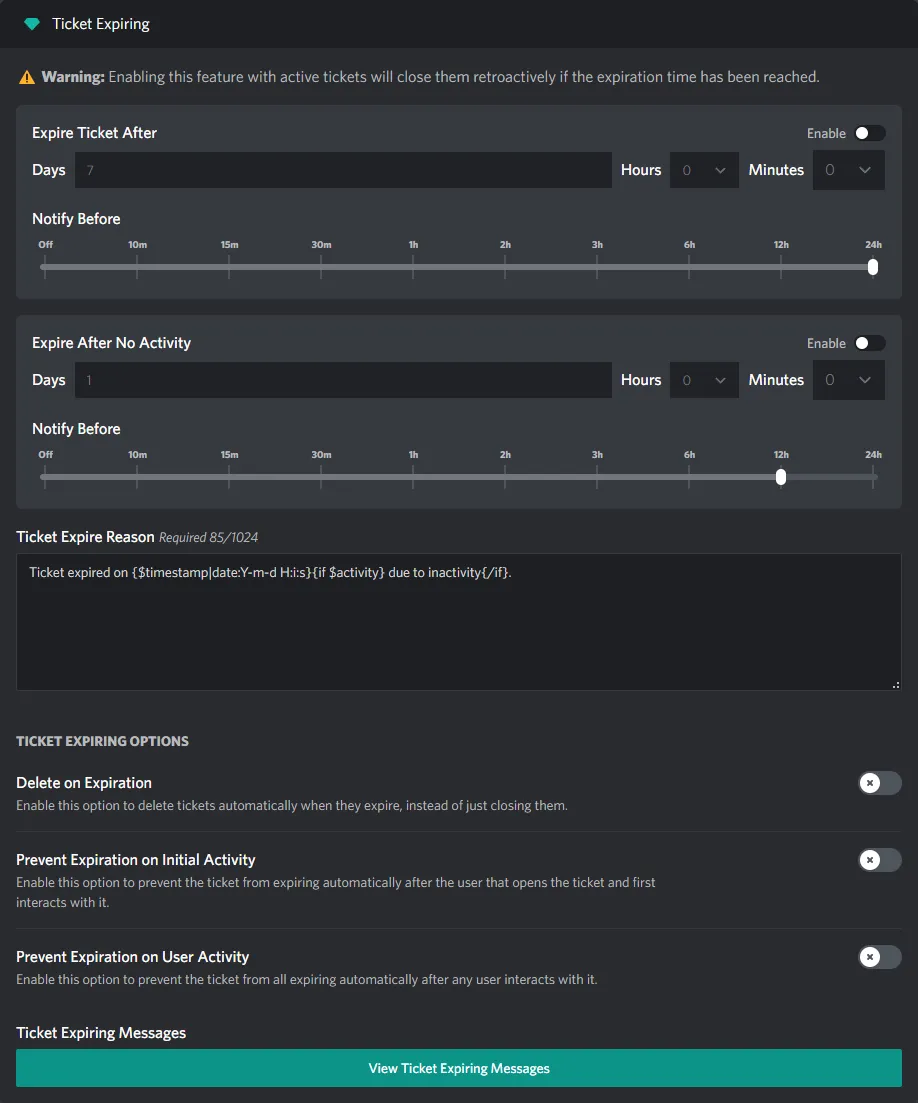 Ticket Expiring
Warning: Enabling this feature with active tickets will close them retroactively if the expiration time has been reached.
Expire Ticket After Enable
Days 7 Hours 0 Minutes 0
Notify Before
Off 10m 15m 30m 1h 2h 3h 6h 12h 24h
Expire After No Activity Enable
Days 1 Hours 0 Minutes 0
Notify Before
Off 10m 15m 30m 1h 2h 3h 6h 12h 24h
Ticket Expire Reason Required 85/1024
Ticket expired on {$timestamp|date:Y-m-d H:i:s}{if $activity} due to inactivity{/if}.
TICKET EXPIRING OPTIONS
Delete on Expiration
Enable this option to delete tickets automatically when they expire, instead of just closing them.
Prevent Expiration on Initial Activity
Enable this option to prevent the ticket from expiring automatically after the user that opens the ticket and first
interacts with it.
Prevent Expiration on User Activity
Enable this option to prevent the ticket from all expiring automatically after any user interacts with it.
Ticket Expiring Messages
View Ticket Expiring Messages